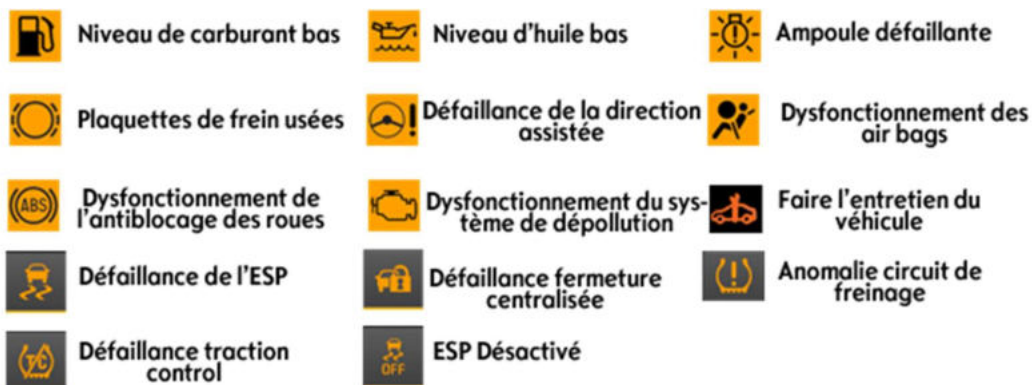 Niveau de carburant bas
Niveau d'huile bas
Ampoule défaillante
Plaquettes de frein usées
Défaillance de la direction
assistée
Dysfonctionnement des
air bags
ABS
Dysfonctionnement de
l'antiblocage des roues
Dysfonctionnement du sys-
tème de dépollution
Faire l'entretien du
véhicule
Défaillance de l'ESP
Défaillance fermeture
centralisée
Anomalie circuit de
freinage
T/C
Défaillance traction
control
OFF
ESP Désactivé